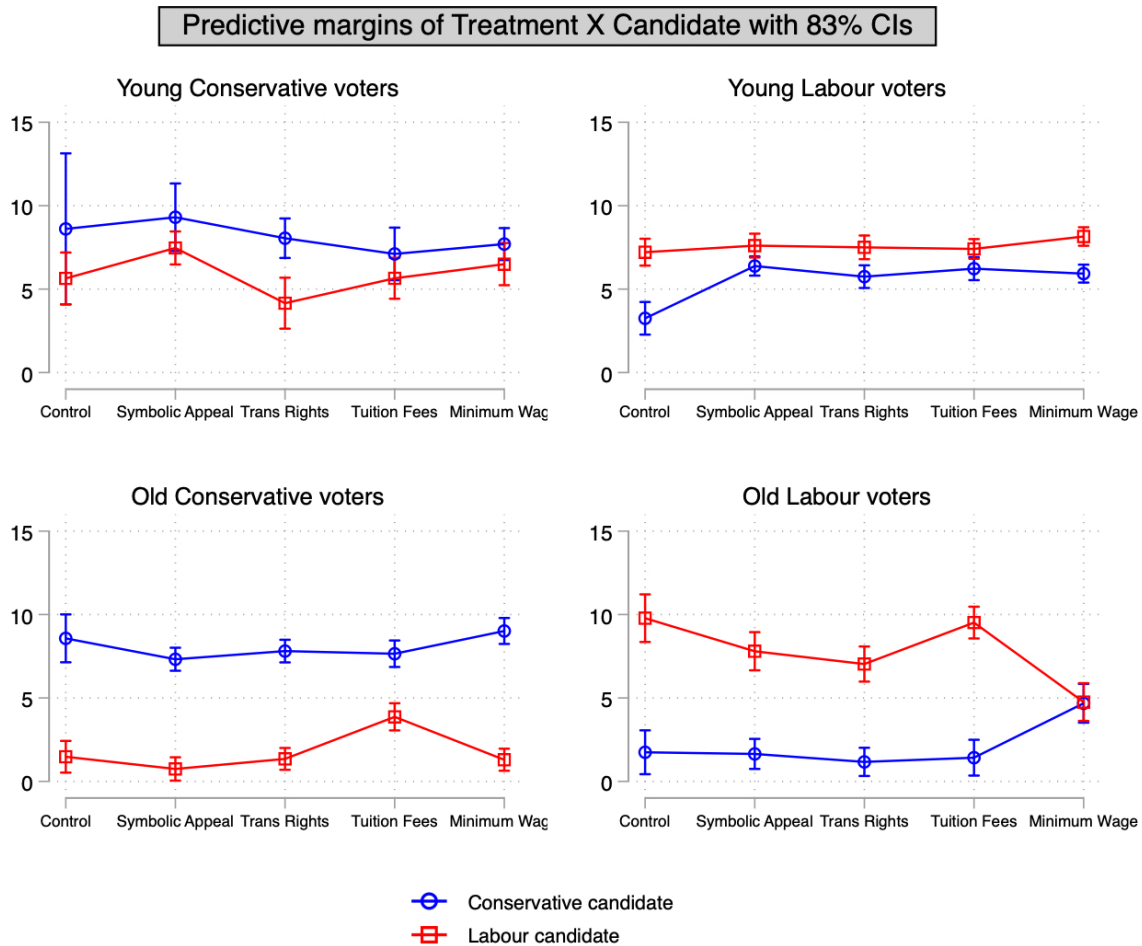 Predictive margins of Treatment X Candidate with 83% CIs
Young Conservative voters
15
10
5
0
Control Symbolic Appeal Trans Rights Tuition Fees Minimum Wag
Young Labour voters
15
10
5
0
Control Symbolic Appeal Trans Rights Tuition Fees Minimum Wage
Old Conservative voters
15
10
5
0
Control Symbolic Appeal Trans Rights Tuition Fees Minimum Wag
Old Labour voters
15
10
5
0
Control Symbolic Appeal Trans Rights Tuition Fees Minimum Wage
Conservative candidate
Labour candidate